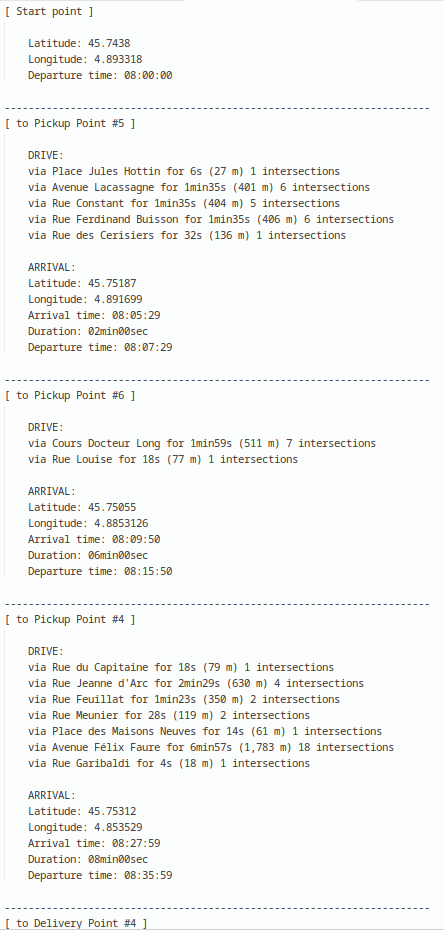 [ Start point ]
Latitude: 45.7438
Longitude: 4.893318
Departure time: 08:00:00
-----------------------------------------------------------------------
[ to Pickup Point #5 ]
DRIVE:
via Place Jules Hottin for 6s (27 m) 1 intersections
via Avenue Lacassagne for 1min35s (401 m) 6 intersections
via Rue Constant for 1min35s (404 m) 5 intersections
via Rue Ferdinand Buisson for 1min35s (406 m) 6 intersections
via Rue des Cerisiers for 32s (136 m) 1 intersections
ARRIVAL:
Latitude: 45.75187
Longitude: 4.891699
Arrival time: 08:05:29
Duration: 02min00sec
Departure time: 08:07:29
-----------------------------------------------------------------------
[ to Pickup Point #6 ]
DRIVE:
via Cours Docteur Long for 1min59s (511 m) 7 intersections
via Rue Louise for 18s (77 m) 1 intersections
ARRIVAL:
Latitude: 45.75055
Longitude: 4.8853126
Arrival time: 08:09:50
Duration: 06min00sec
Departure time: 08:15:50
-----------------------------------------------------------------------
[ to Pickup Point #4 ]
DRIVE:
via Rue du Capitaine for 18s (79 m) 1 intersections
via Rue Jeanne d'Arc for 2min29s (630 m) 4 intersections
via Rue Feuillat for 1min23s (350 m) 2 intersections
via Rue Meunier for 28s (119 m) 2 intersections
via Place des Maisons Neuves for 14s (61 m) 1 intersections
via Avenue Félix Faure for 6min57s (1,783 m) 18 intersections
via Rue Garibaldi for 4s (18 m) 1 intersections
ARRIVAL:
Latitude: 45.75312
Longitude: 4.853529
Arrival time: 08:27:59
Duration: 08min00sec
Departure time: 08:35:59
-----------------------------------------------------------------------
[ to Delivery Point #4 ]